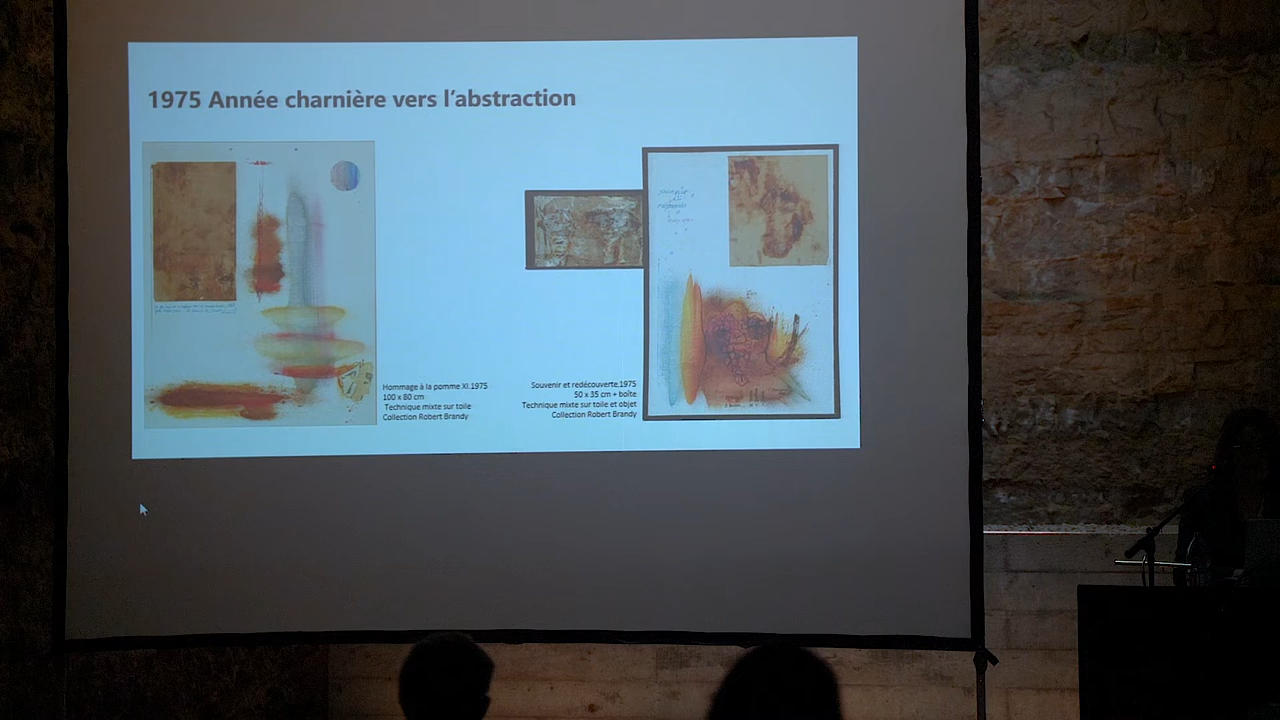 1975 Année charnière vers l'abstraction
Hommage à la pomme XI.1975
100 x 80 cm
Technique mixte sur toile
Collection Robert Brandy
Souvenir et redécouverte.1975
50 x 35 cm + boîte
Technique mixte sur toile et objet
Collection Robert Brandy